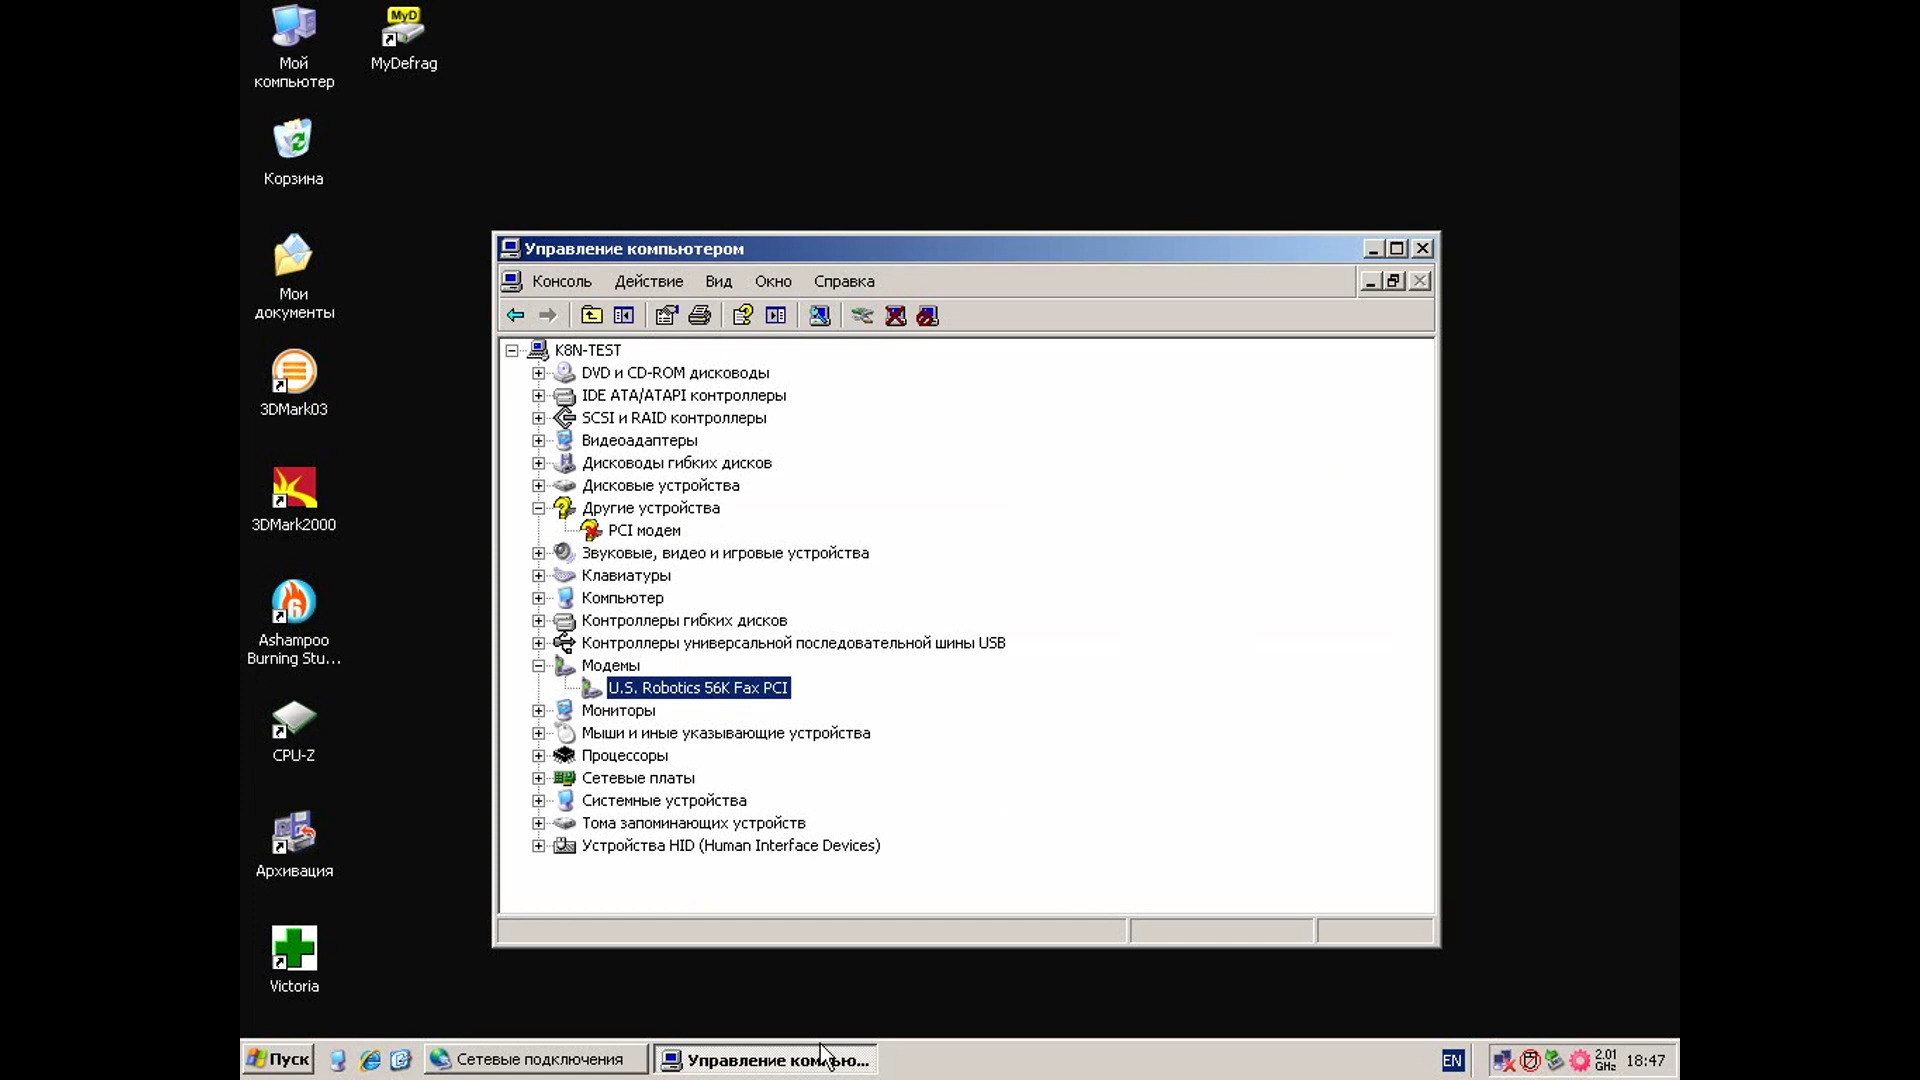 Мой
компьютер
MyD
MyDefrag
Корзина
Мои
документы
3DMark03
3DMark2000
6
Ashampoo
Burning Stu...
CPU-Z
Архивация
Victoria
Управление компьютером
Консоль Действие Вид Окно Справка
K8N-TEST
DVD и CD-ROM дисководы
IDE ATA/ATAPI контроллеры
SCSI и RAID контроллеры
Видеоадаптеры
Дисководы гибких дисков
Дисковые устройства
Другие устройства
PCI модем
Звуковые, видео и игровые устройства
Клавиатуры
Компьютер
Контроллеры гибких дисков
Контроллеры универсальной последовательной шины USB
Модемы
U.S. Robotics 56K Fax PCI
Мониторы
Мыши и иные указывающие устройства
Процессоры
Сетевые платы
Системные устройства
Тома запоминающих устройств
Устройства HID (Human Interface Devices)
Пуск
Сетевые подключения
Управление компью...
EN
2.01
GHz
18:47